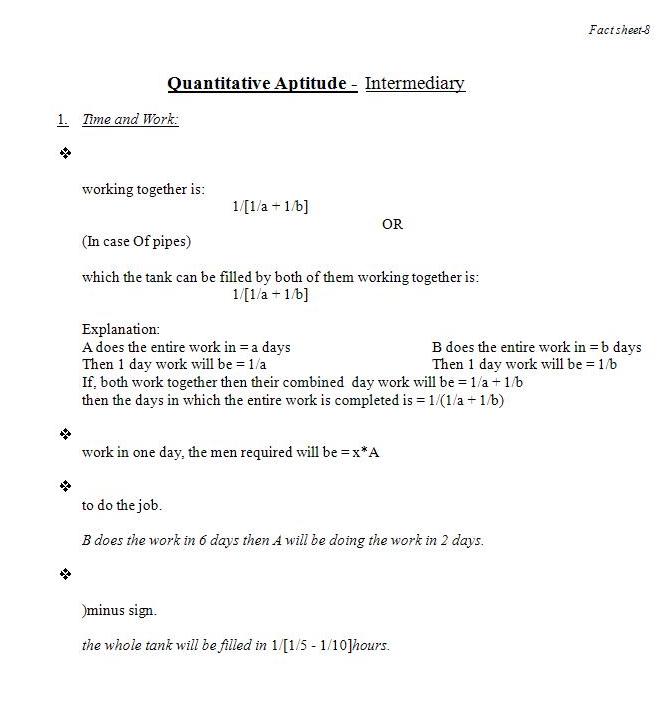 Fact sheet-8
Quantitative Aptitude - Intermediary
1. Time and Work:
working together is:
1/[1/a + 1/b]
OR
(In case Of pipes)
which the tank can be filled by both of them working together is:
1/[1/a + 1/b]
Explanation:
A does the entire work in = a days B does the entire work in = b days
Then 1 day work will be = 1/a Then 1 day work will be = 1/b
If, both work together then their combined day work will be = 1/a + 1/b
then the days in which the entire work is completed is = 1/(1/a + 1/b)
work in one day, the men required will be = x*A
to do the job.
B does the work in 6 days then A will be doing the work in 2 days.
)minus sign.
the whole tank will be filled in 1/[1/5 - 1/10]hours.